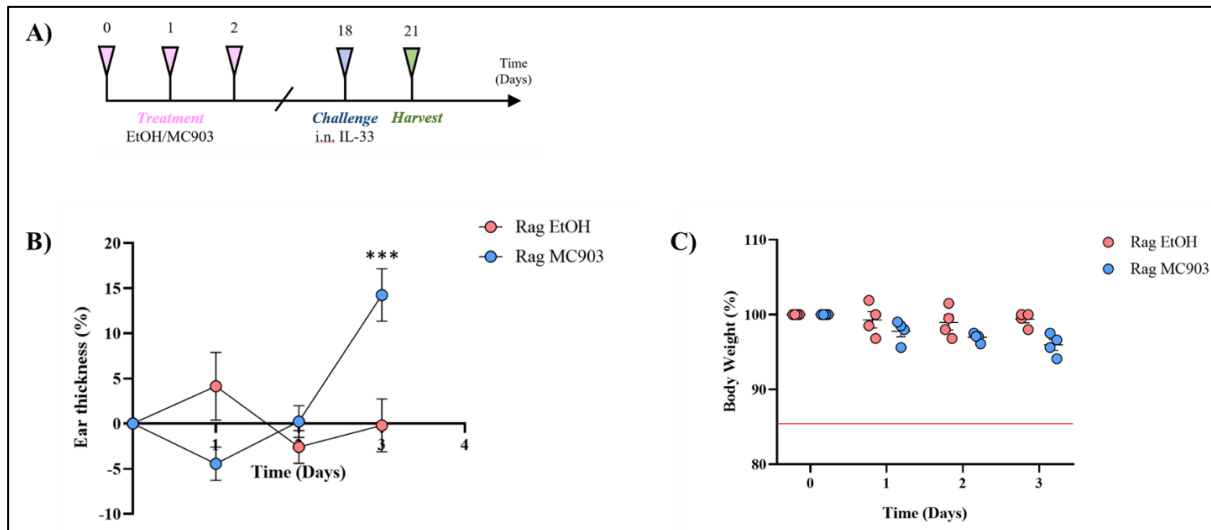 A)
0 1 2 18 21
Time
(Days)
Treatment Challenge Harvest
EtOH/MC903 i.n. IL-33
B)
Rag EtOH
Rag MC903
***
Ear thickness (%)
20
15
10
5
0
-5
-10
1 3 4
Time (Days)
C)
Rag EtOH
Rag MC903
Body Weight (%)
110
100
90
80
0 1 2 3
Time (Days)